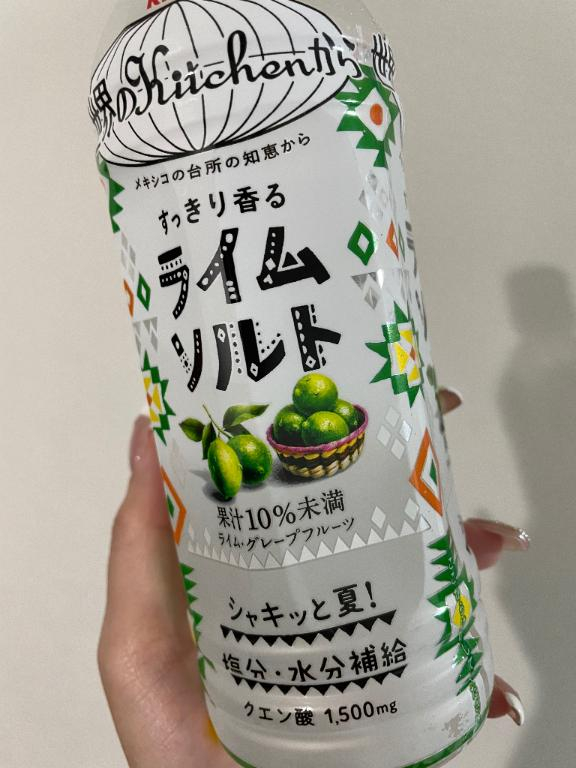 世界のKitchenから
メキシコの台所の知恵から
すっきり香る
ライム
ソルト
果汁10%未満
ライム・グレープフルーツ
シャキッと夏!
塩分・水分補給
クエン酸 1,500mg